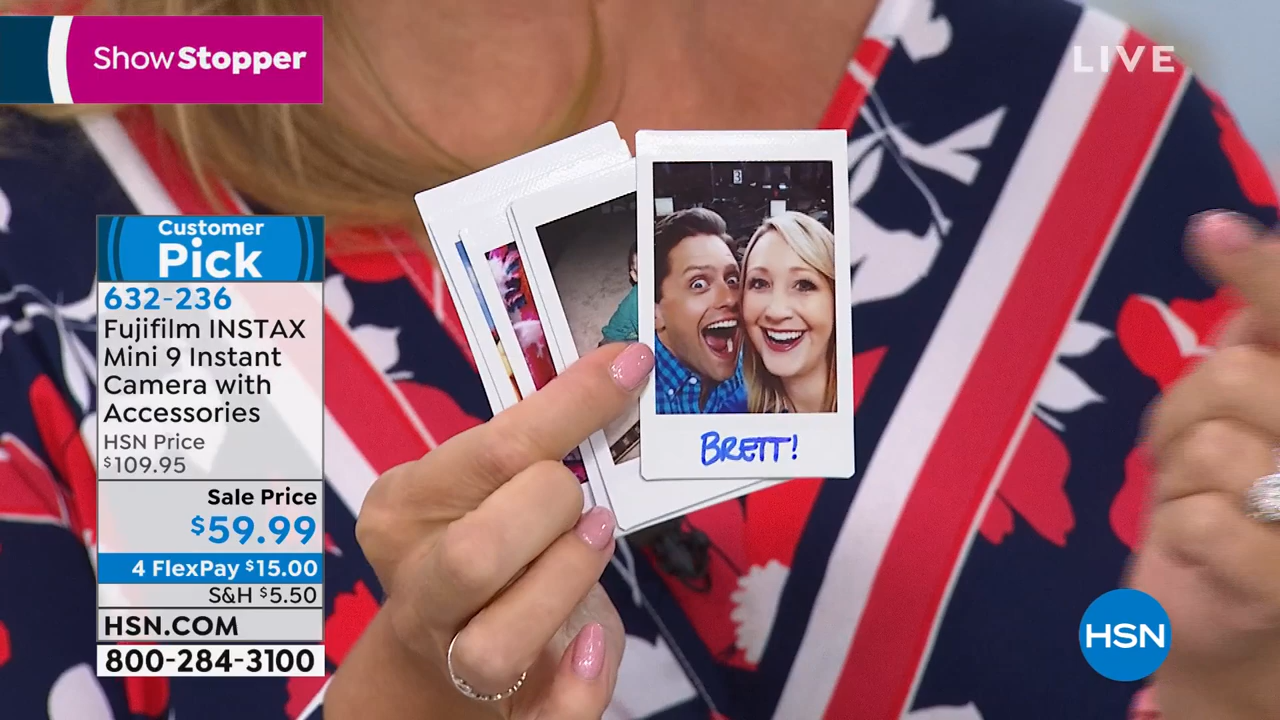 ShowStopper
LIVE
Customer
Pick
632-236
Fujifilm INSTAX
Mini 9 Instant
Camera with
Accessories
HSN Price
$109.95
Sale Price
$59.99
4 FlexPay $15.00
S&H $5.50
HSN.COM
800-284-3100
3
BRETT!
HSN